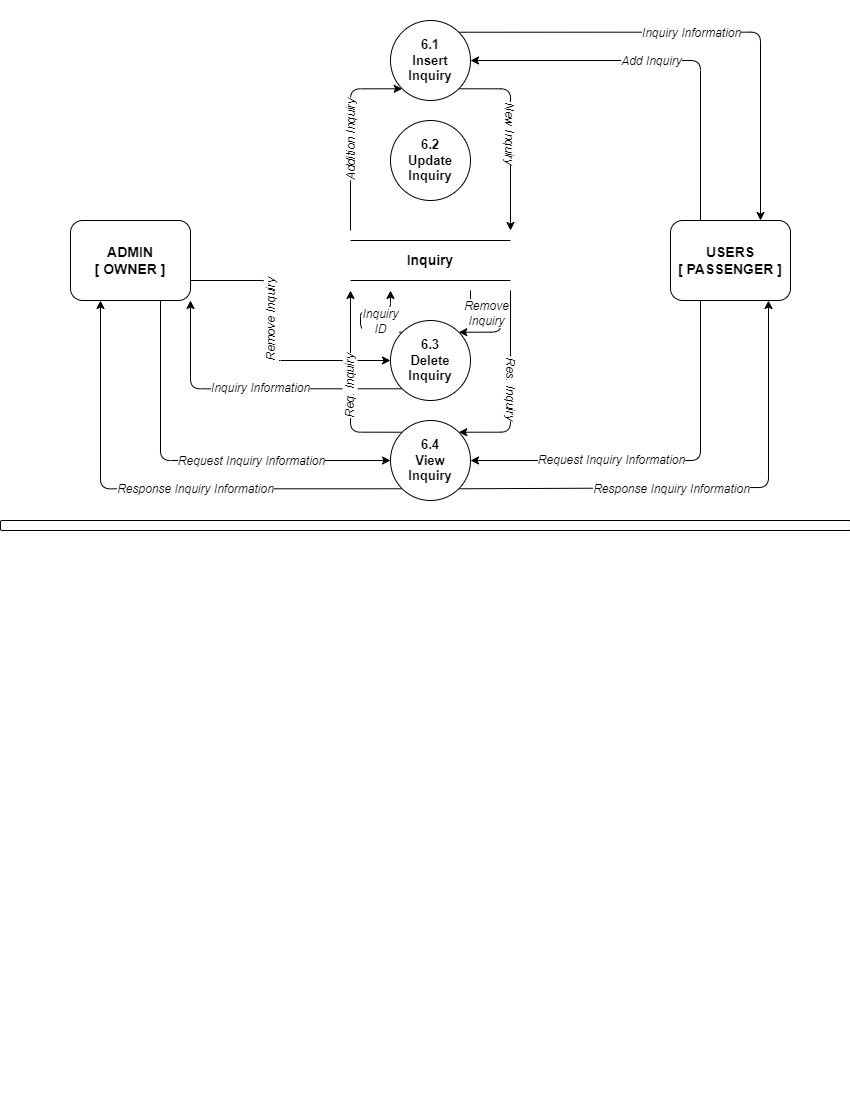 6.1
Insert
Inquiry
Inquiry Information
Add Inquiry
Addition Inquiry
New Inquiry
6.2
Update
Inquiry
ADMIN
[ OWNER ]
Inquiry
USERS
[ PASSENGER ]
Remove Inquiry
Inquiry
ID
Remove
Inquiry
6.3
Delete
Inquiry
Req. Inquiry
Res. Inquiry
Inquiry Information
6.4
View
Inquiry
Request Inquiry Information
Request Inquiry Information
Response Inquiry Information
Response Inquiry Information